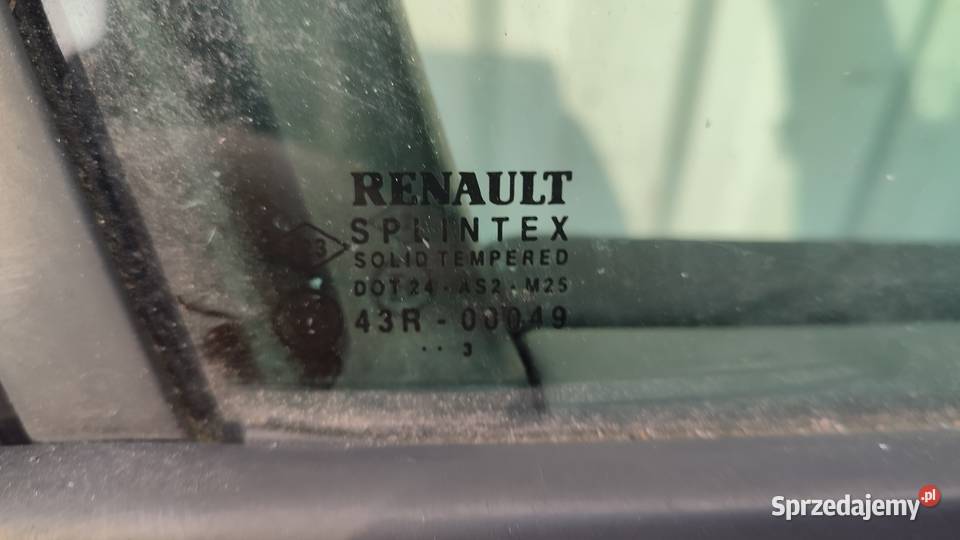 RENAULT
SPLINTEX
SOLID TEMPERED
DOT 24 · AS2 · M25
43R - 00049
·· 3
Sprzedajemy.pl